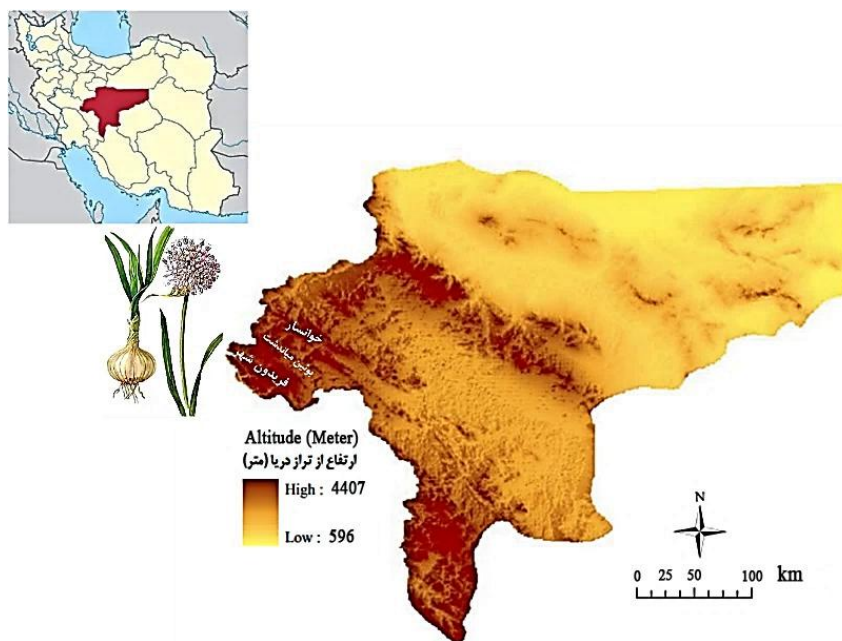 خوانسار
بوئین میاندشت
فریدون شهر
Altitude (Meter)
ارتفاع از تراز دریا (متر)
High : 4407
Low : 596
N
0 25 50 100 km